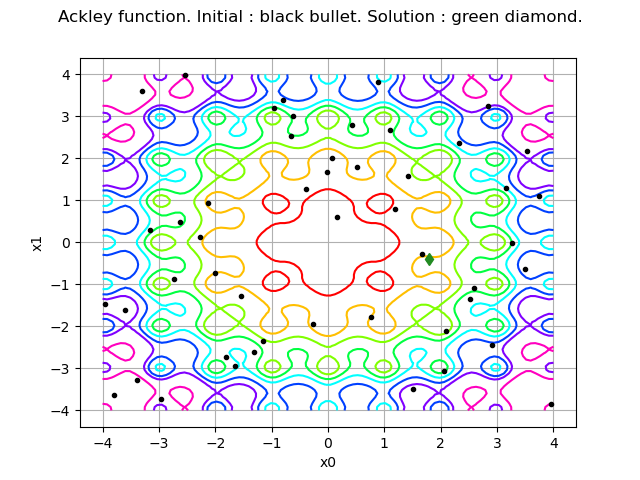 Ackley function. Initial : black bullet. Solution : green diamond.
4
3
2
1
0
−1
−2
−3
−4
x1
−4 −3 −2 −1 0 1 2 3 4
x0